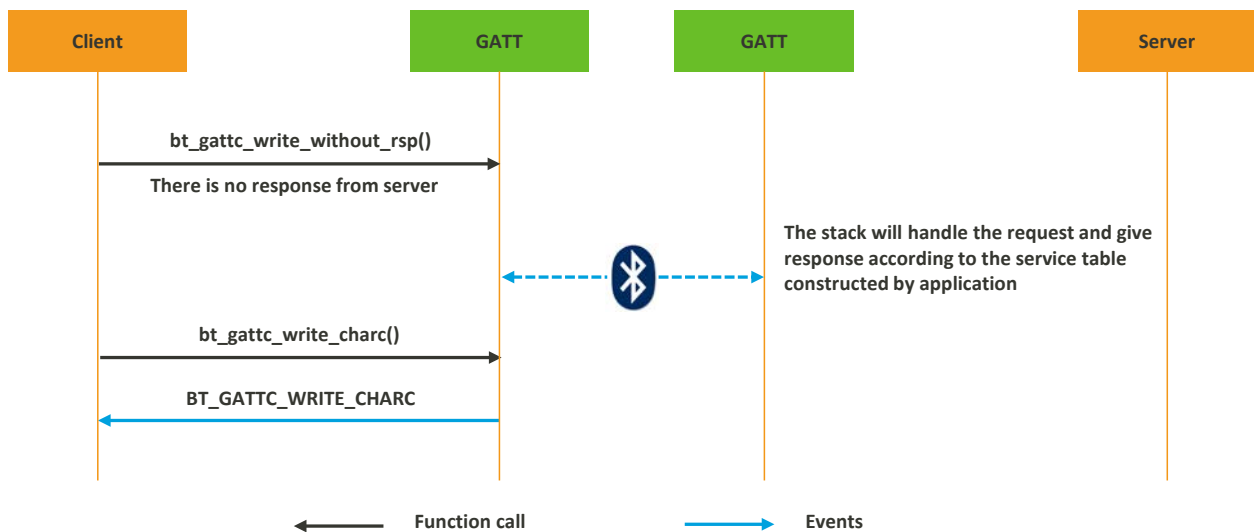 Client
GATT
GATT
Server
bt_gattc_write_without_rsp()
There is no response from server
The stack will handle the request and give
response according to the service table
constructed by application
bt_gattc_write_charc()
BT_GATTC_WRITE_CHARC
Function call
Events